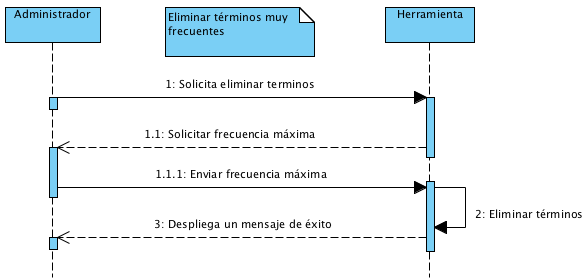 Administrador
Eliminar términos muy
frecuentes
Herramienta
1: Solicita eliminar terminos
1.1: Solicitar frecuencia máxima
1.1.1: Enviar frecuencia máxima
2: Eliminar términos
3: Despliega un mensaje de éxito